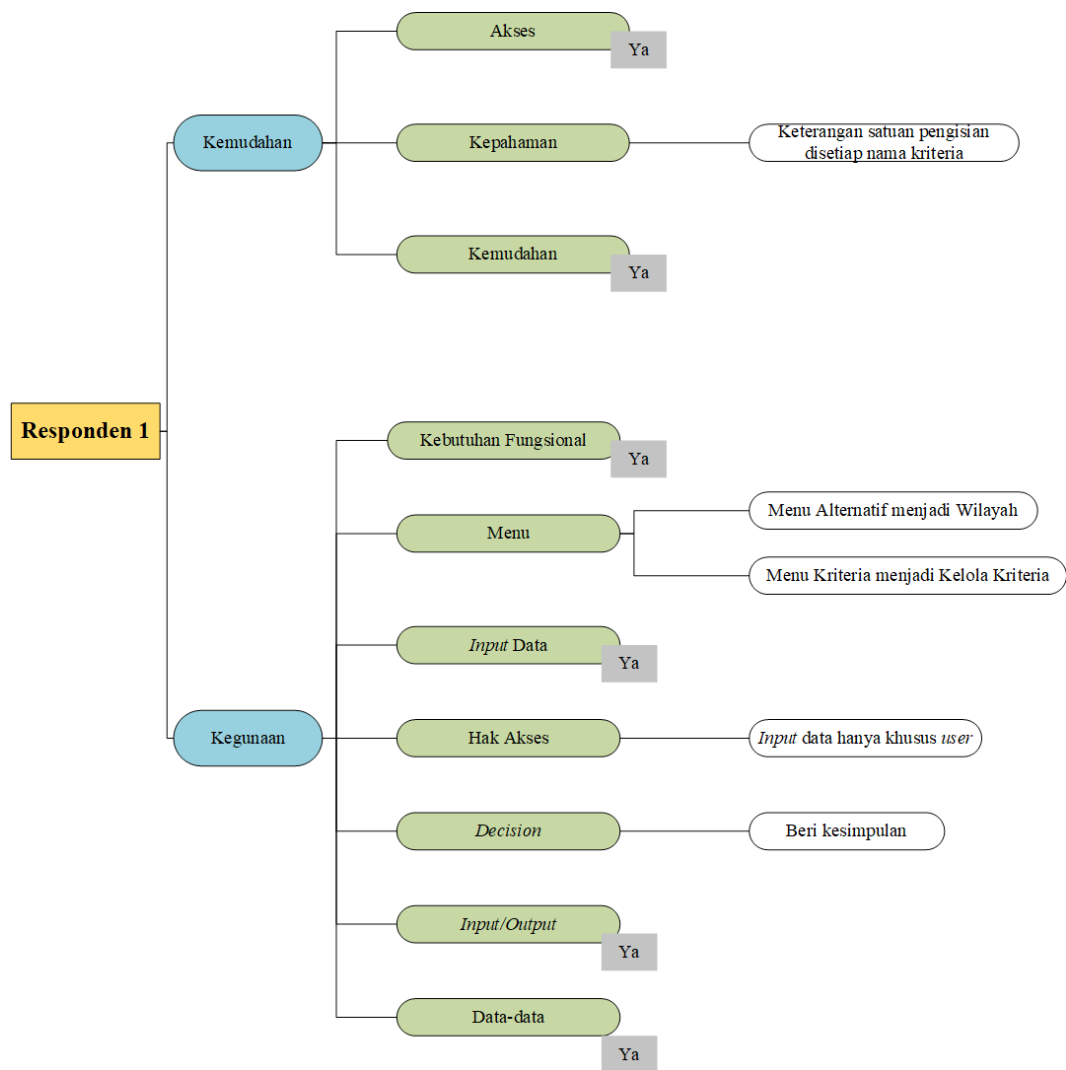 Akses
Ya
Kemudahan
Kepahaman
Keterangan satuan pengisian
disetiap nama kriteria
Kemudahan
Ya
Responden 1
Kebutuhan Fungsional
Ya
Menu
Menu Alternatif menjadi Wilayah
Menu Kriteria menjadi Kelola Kriteria
Input Data
Ya
Kegunaan
Hak Akses
Input data hanya khusus user
Decision
Beri kesimpulan
Input/Output
Ya
Data-data
Ya